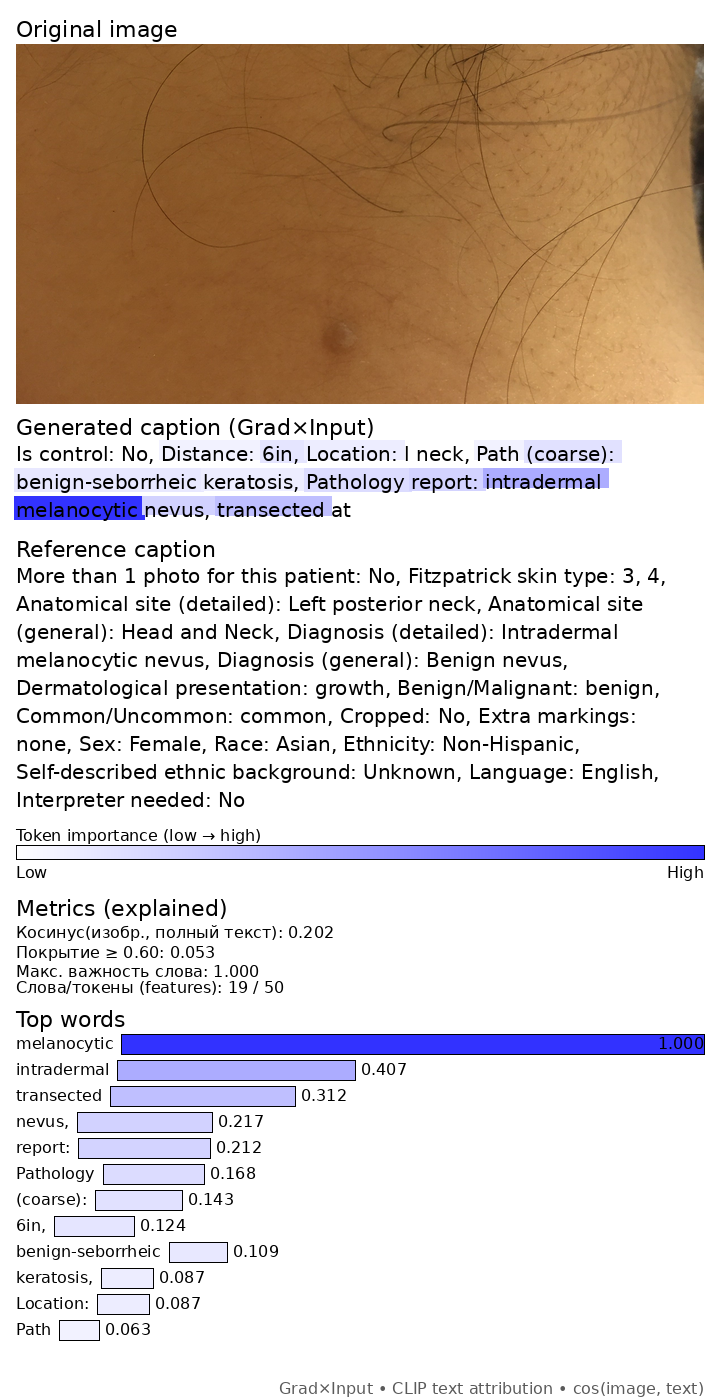 Original image
Generated caption (Grad×Input)
Is control: No, Distance: 6in, Location: l neck, Path (coarse):
benign-seborrheic keratosis, Pathology report: intradermal
melanocytic nevus, transected at
Reference caption
More than 1 photo for this patient: No, Fitzpatrick skin type: 3, 4,
Anatomical site (detailed): Left posterior neck, Anatomical site
(general): Head and Neck, Diagnosis (detailed): Intradermal
melanocytic nevus, Diagnosis (general): Benign nevus,
Dermatological presentation: growth, Benign/Malignant: benign,
Common/Uncommon: common, Cropped: No, Extra markings:
none, Sex: Female, Race: Asian, Ethnicity: Non-Hispanic,
Self-described ethnic background: Unknown, Language: English,
Interpreter needed: No
Token importance (low → high)
Low High
Metrics (explained)
Косинус(изобр., полный текст): 0.202
Покрытие ≥ 0.60: 0.053
Макс. важность слова: 1.000
Слова/токены (features): 19 / 50
Top words
melanocytic 1.000
intradermal 0.407
transected 0.312
nevus, 0.217
report: 0.212
Pathology 0.168
(coarse): 0.143
6in, 0.124
benign-seborrheic 0.109
keratosis, 0.087
Location: 0.087
Path 0.063
Grad×Input • CLIP text attribution • cos(image, text)